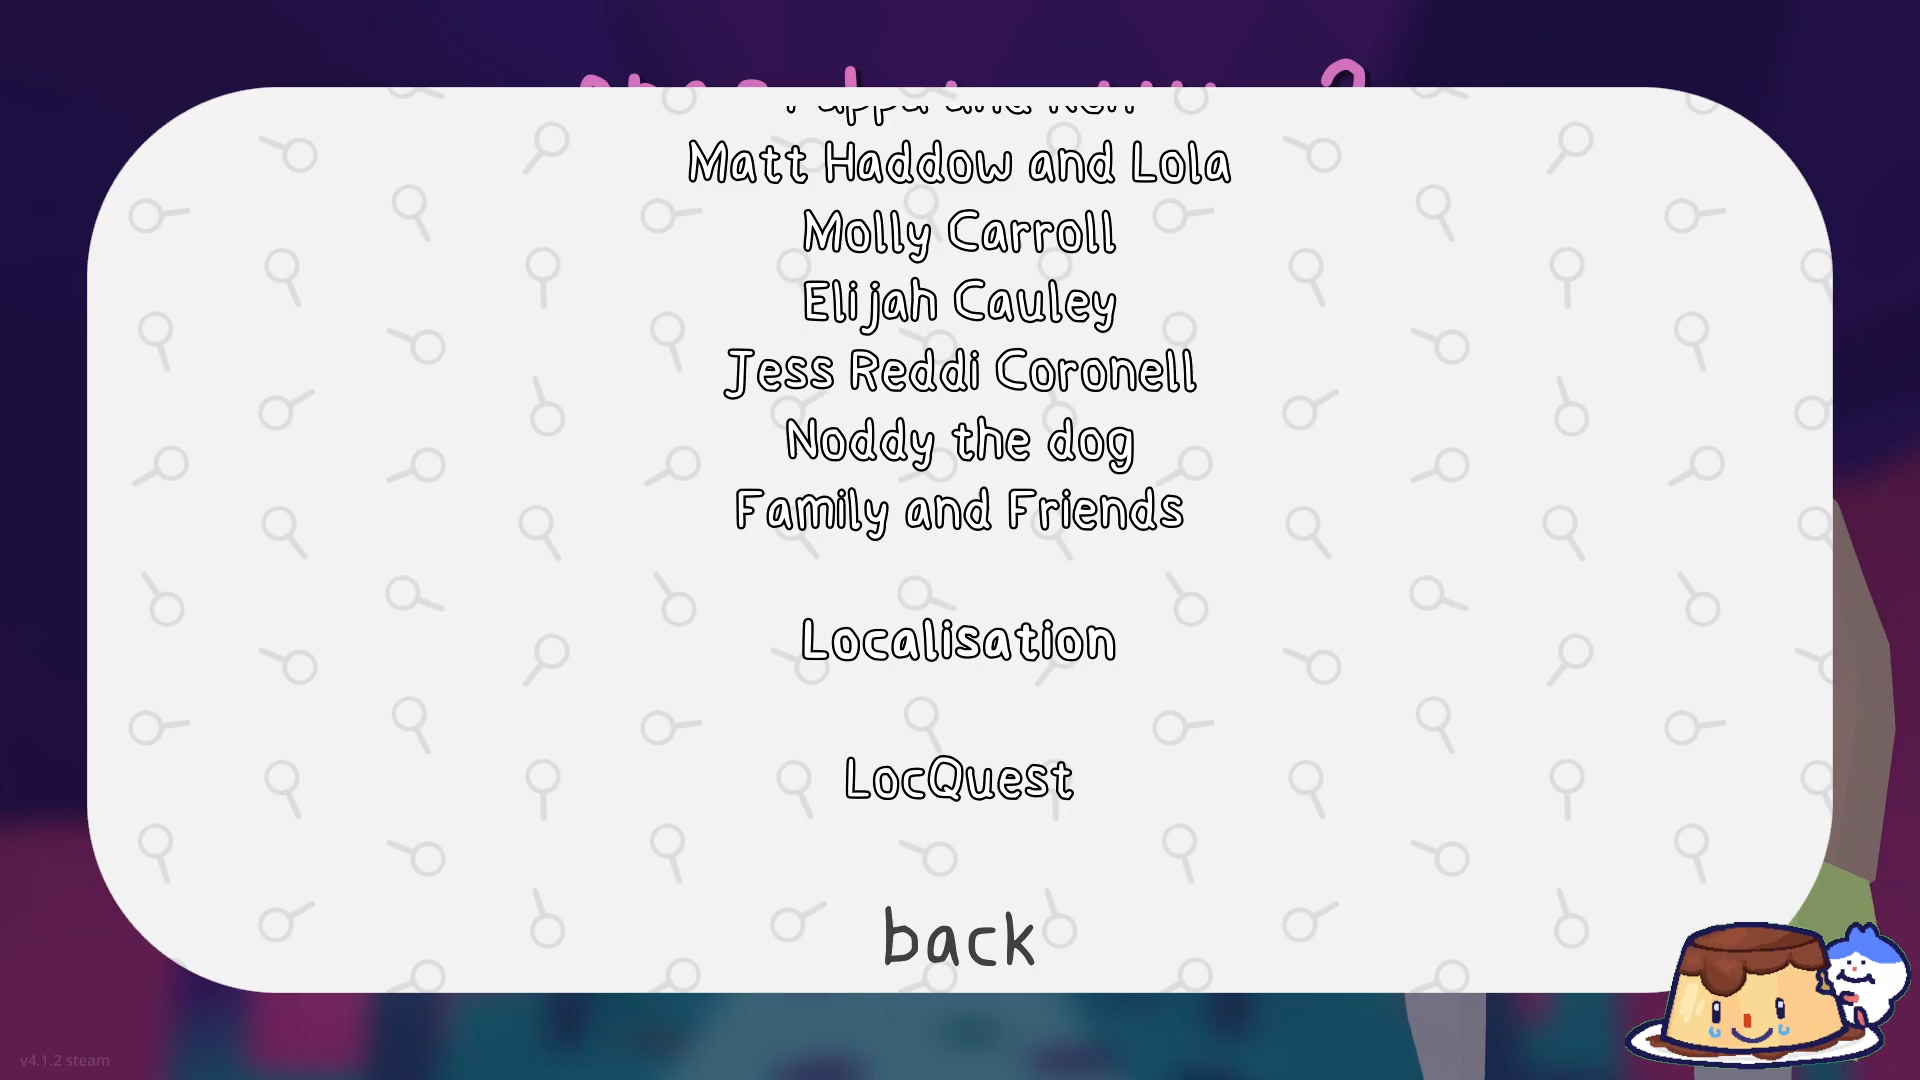 Matt Haddow and Lola
Molly Carroll
Elijah Cauley
Jess Reddi Coronell
Noddy the dog
Family and Friends
Localisation
LocQuest
back
v4.1.2 steam